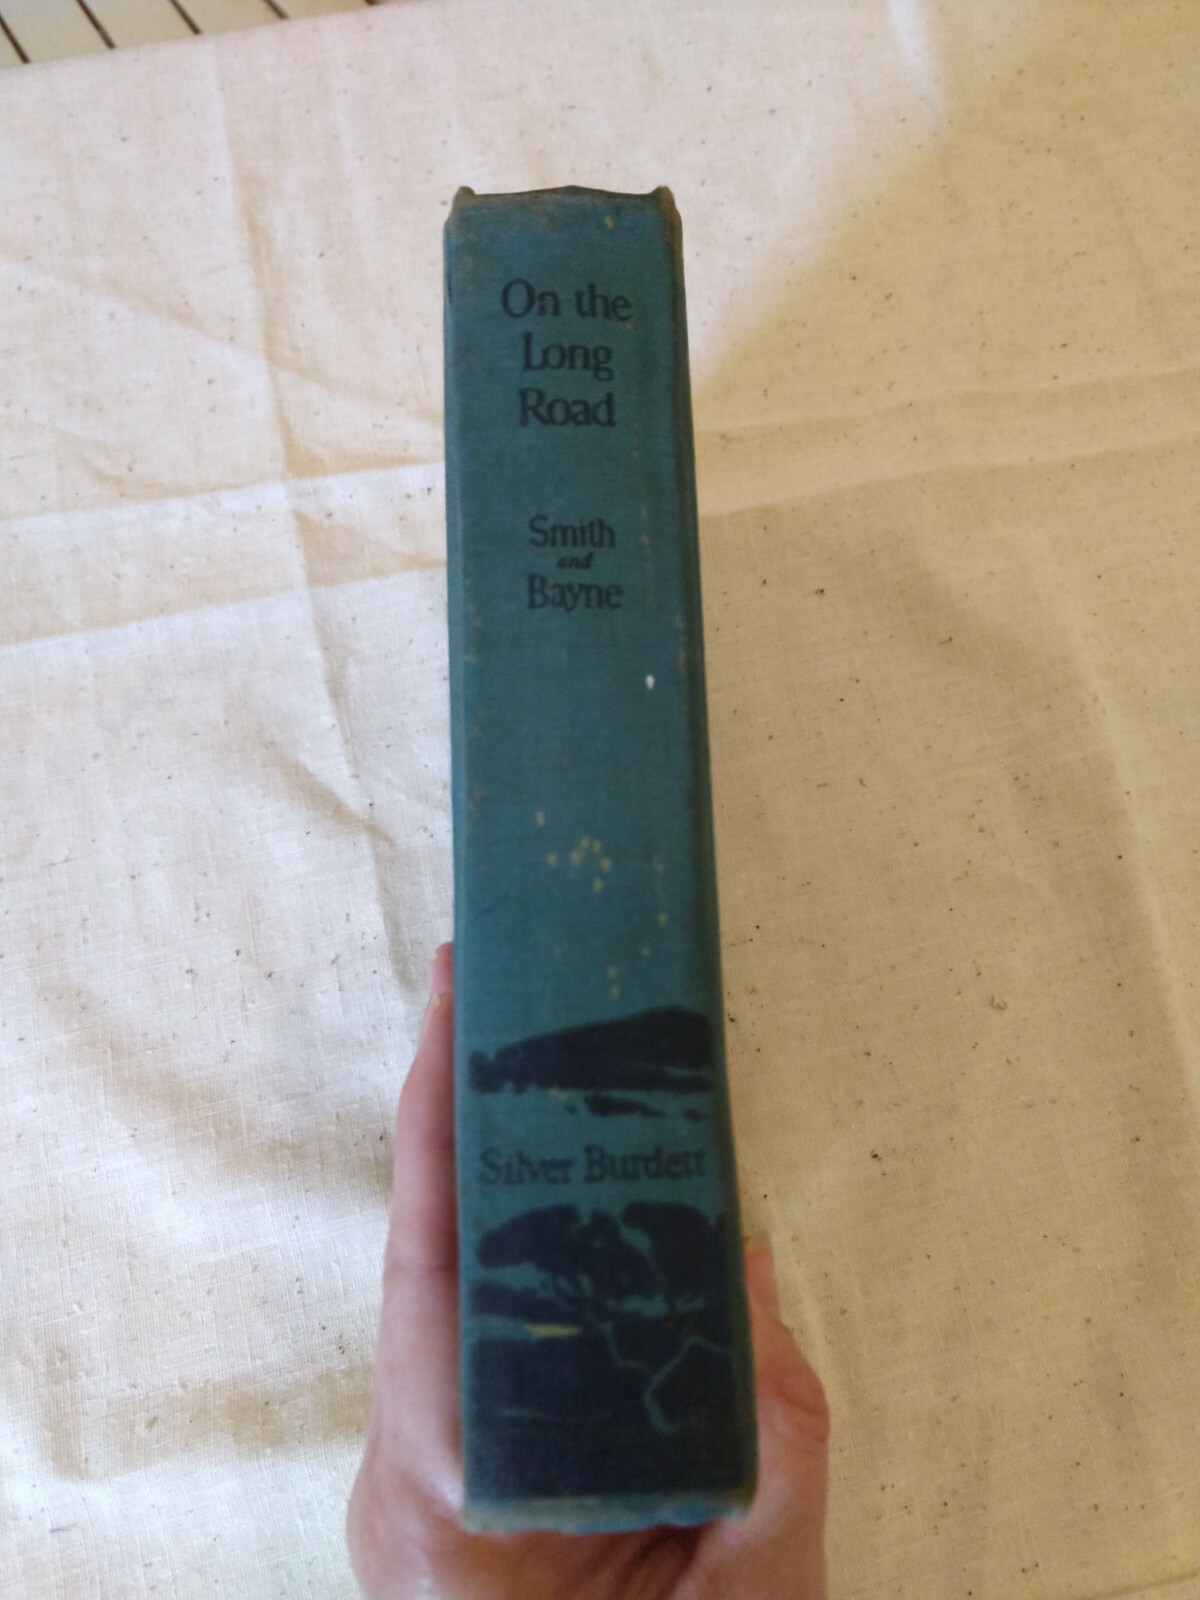 On the
Long
Road
Smith
and
Bayne
Silver Burdett